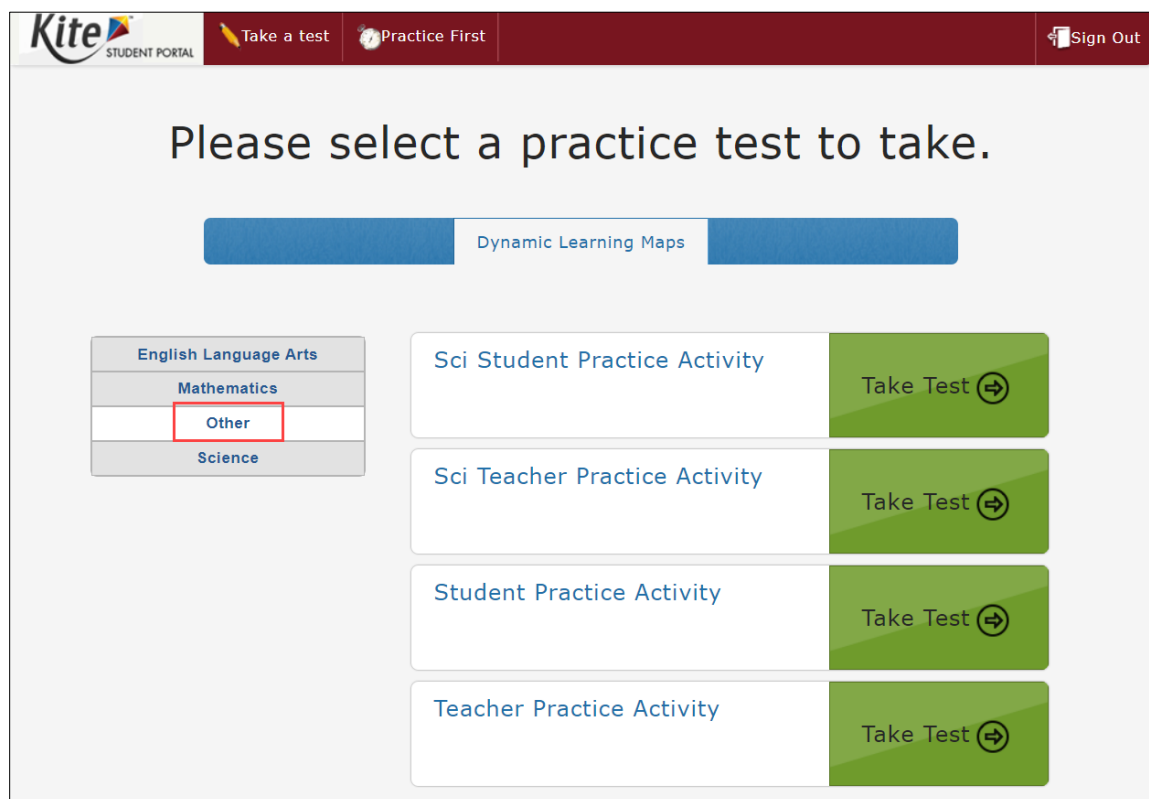 Kite STUDENT PORTAL
Take a test
Practice First
Sign Out
Please select a practice test to take.
Dynamic Learning Maps
English Language Arts
Mathematics
Other
Science
Sci Student Practice Activity
Take Test
Sci Teacher Practice Activity
Take Test
Student Practice Activity
Take Test
Teacher Practice Activity
Take Test